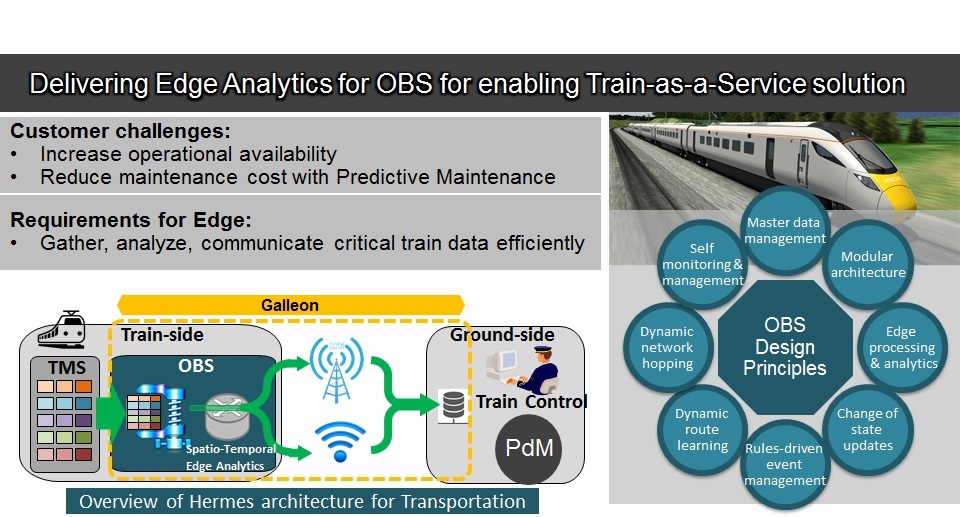 Delivering Edge Analytics for OBS for enabling Train-as-a-Service solution
Customer challenges:
• Increase operational availability
• Reduce maintenance cost with Predictive Maintenance
Requirements for Edge:
• Gather, analyze, communicate critical train data efficiently
Galleon
Train-side
Ground-side
TMS
OBS
Spatio-Temporal
Edge Analytics
Train Control
PdM
Overview of Hermes architecture for Transportation
OBS
Design
Principles
Master data
management
Modular
architecture
Edge
processing
& analytics
Change of
state
updates
Rules-driven
event
management
Dynamic
route
learning
Dynamic
network
hopping
Self
monitoring &
management